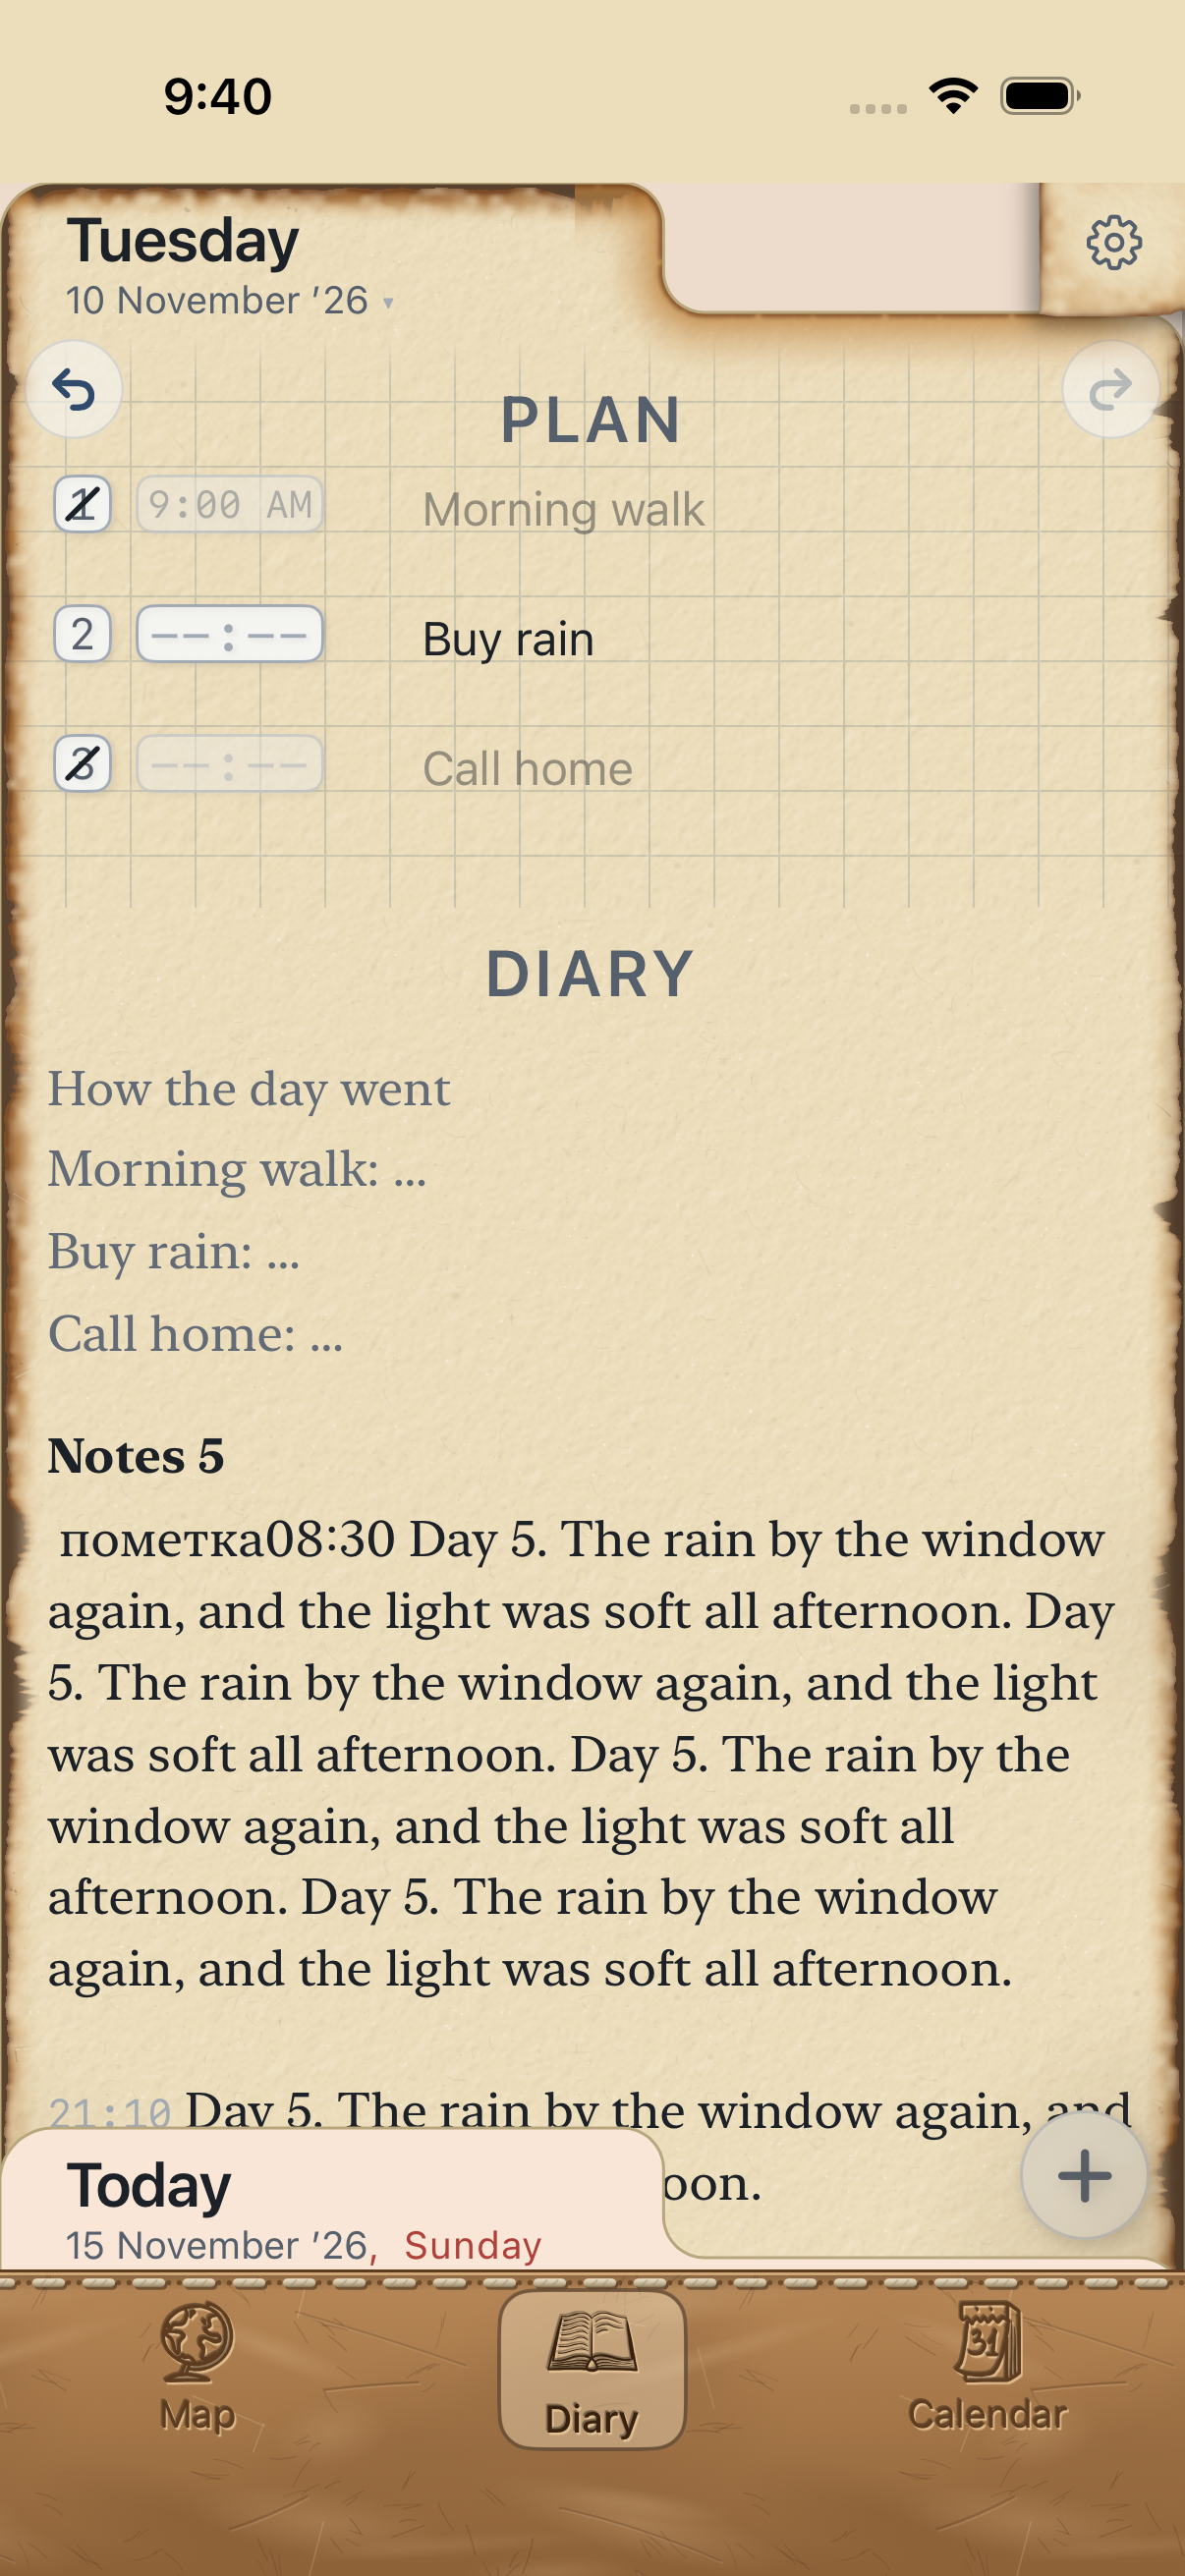 9:40
Tuesday
10 November ’26 ▾
PLAN
1 9:00 AM Morning walk
2 --:-- Buy rain
3 --:-- Call home
DIARY
How the day went
Morning walk: ...
Buy rain: ...
Call home: ...
Notes 5
пометка08:30 Day 5. The rain by the window
again, and the light was soft all afternoon. Day
5. The rain by the window again, and the light
was soft all afternoon. Day 5. The rain by the
window again, and the light was soft all
afternoon. Day 5. The rain by the window
again, and the light was soft all afternoon.
21:10 Day 5. The rain by the window again, and
oon.
Today
15 November ’26, Sunday
31
Map
Diary
Calendar